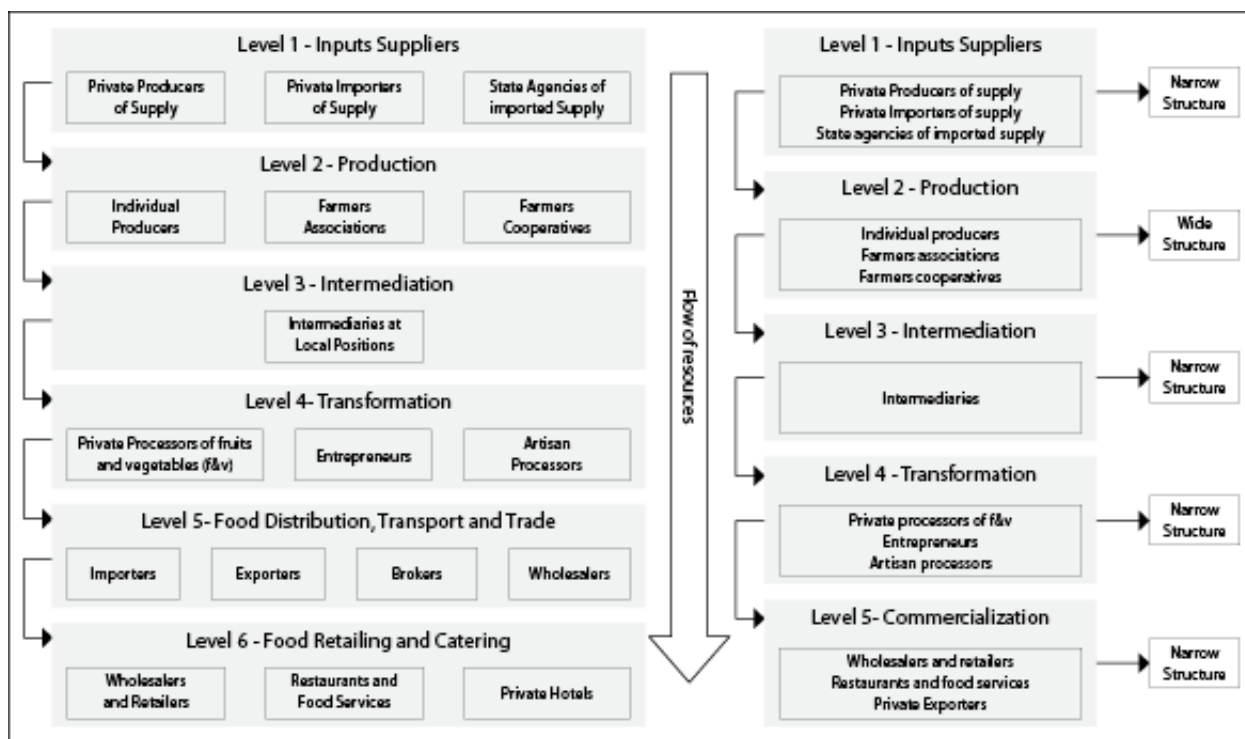 Level 1 - Inputs Suppliers
Private Producers
of Supply
Private Importers
of Supply
State Agencies of
imported Supply
Level 2 - Production
Individual
Producers
Farmers
Associations
Farmers
Cooperatives
Level 3 - Intermediation
Intermediaries at
Local Positions
Level 4- Transformation
Private Processors of fruits
and vegetables (f&v)
Entrepreneurs
Artisan
Processors
Level 5- Food Distribution, Transport and Trade
Importers
Exporters
Brokers
Wholesalers
Level 6 - Food Retailing and Catering
Wholesalers
and Retailers
Restaurants and
Food Services
Private Hotels
Flow of resources
Level 1 - Inputs Suppliers
Private Producers of supply
Private Importers of supply
State agencies of imported supply
Narrow
Structure
Level 2 - Production
Individual producers
Farmers associations
Farmers cooperatives
Wide
Structure
Level 3 - Intermediation
Intermediaries
Narrow
Structure
Level 4 - Transformation
Private processors of f&v
Entrepreneurs
Artisan processors
Narrow
Structure
Level 5- Commercialization
Wholesalers and retailers
Restaurants and food services
Private Exporters
Narrow
Structure